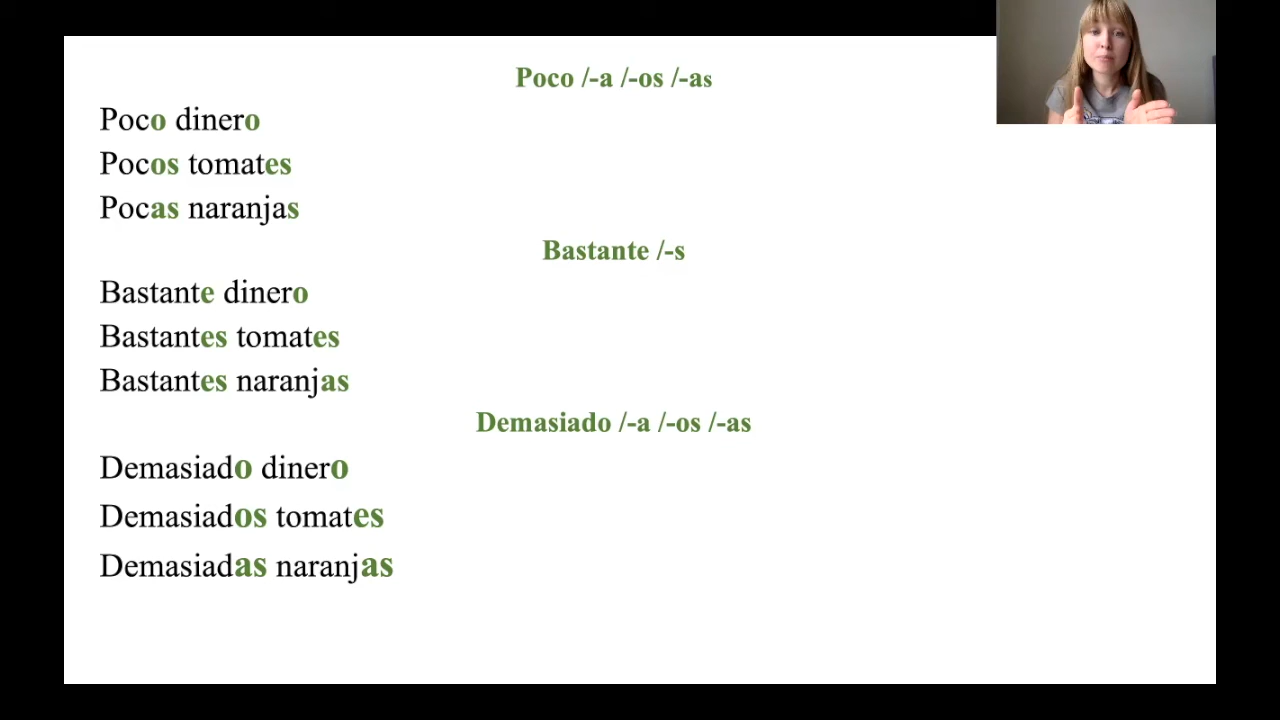 Poco /-a /-os /-as
Poco dinero
Pocos tomates
Pocas naranjas
Bastante /-s
Bastante dinero
Bastantes tomates
Bastantes naranjas
Demasiado /-a /-os /-as
Demasiado dinero
Demasiados tomates
Demasiadas naranjas